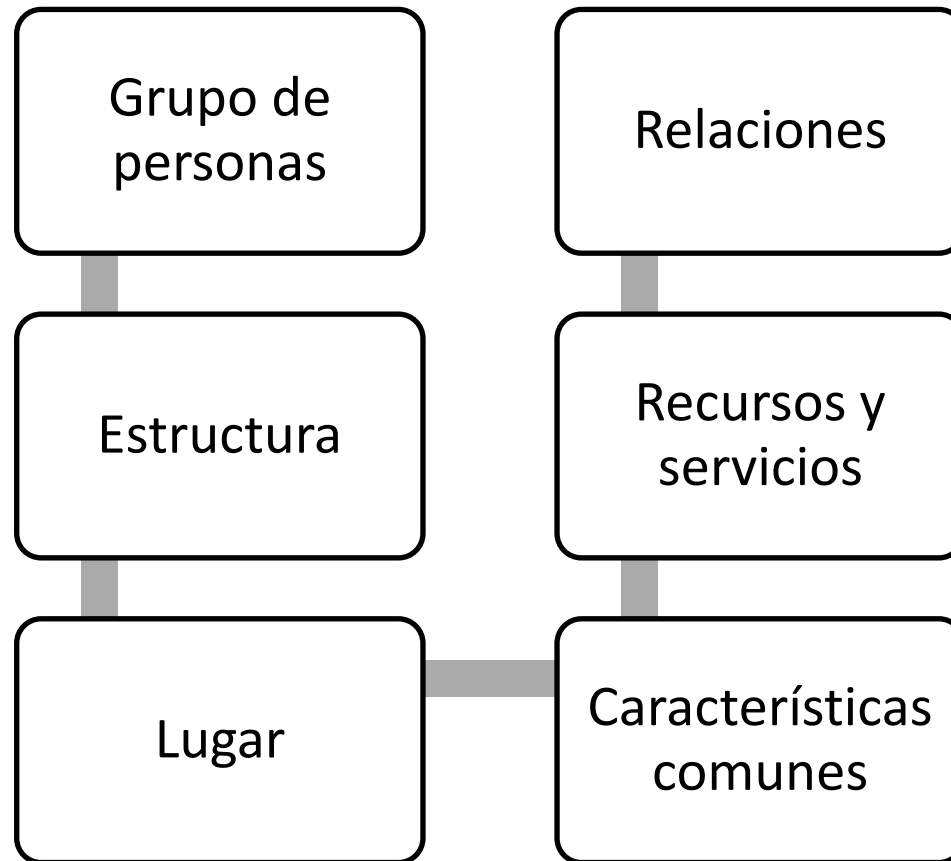 Grupo de
personas
Estructura
Lugar
Características
comunes
Recursos y
servicios
Relaciones